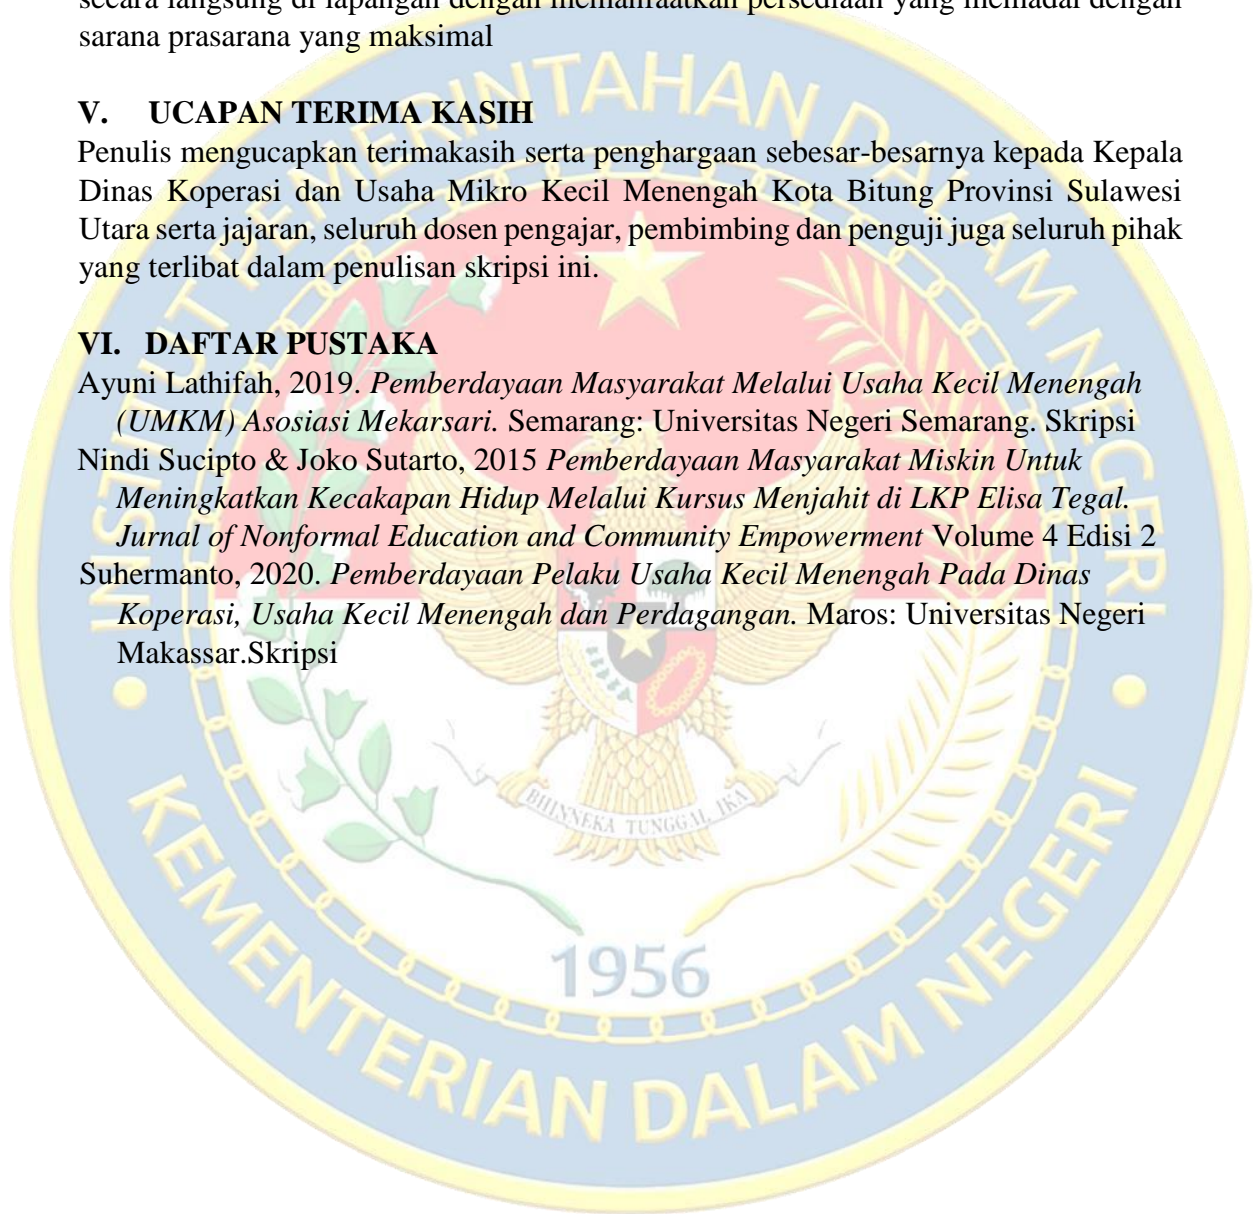 secara langsung di lapangan dengan memanfaatkan persediaan yang memadai dengan
sarana prasarana yang maksimal
V. UCAPAN TERIMA KASIH
Penulis mengucapkan terimakasih serta penghargaan sebesar-besarnya kepada Kepala
Dinas Koperasi dan Usaha Mikro Kecil Menengah Kota Bitung Provinsi Sulawesi
Utara serta jajaran, seluruh dosen pengajar, pembimbing dan penguji juga seluruh pihak
yang terlibat dalam penulisan skripsi ini.
VI. DAFTAR PUSTAKA
Ayuni Lathifah, 2019. Pemberdayaan Masyarakat Melalui Usaha Kecil Menengah
(UMKM) Asosiasi Mekarsari. Semarang: Universitas Negeri Semarang. Skripsi
Nindi Sucipto & Joko Sutarto, 2015 Pemberdayaan Masyarakat Miskin Untuk
Meningkatkan Kecakapan Hidup Melalui Kursus Menjahit di LKP Elisa Tegal.
Jurnal of Nonformal Education and Community Empowerment Volume 4 Edisi 2
Suhermanto, 2020. Pemberdayaan Pelaku Usaha Kecil Menengah Pada Dinas
Koperasi, Usaha Kecil Menengah dan Perdagangan. Maros: Universitas Negeri
Makassar.Skripsi
INSTITUT PEMERINTAHAN DALAM NEGERI
BHINNEKA TUNGGAL IKA
1956
KEMENTERIAN DALAM NEGERI